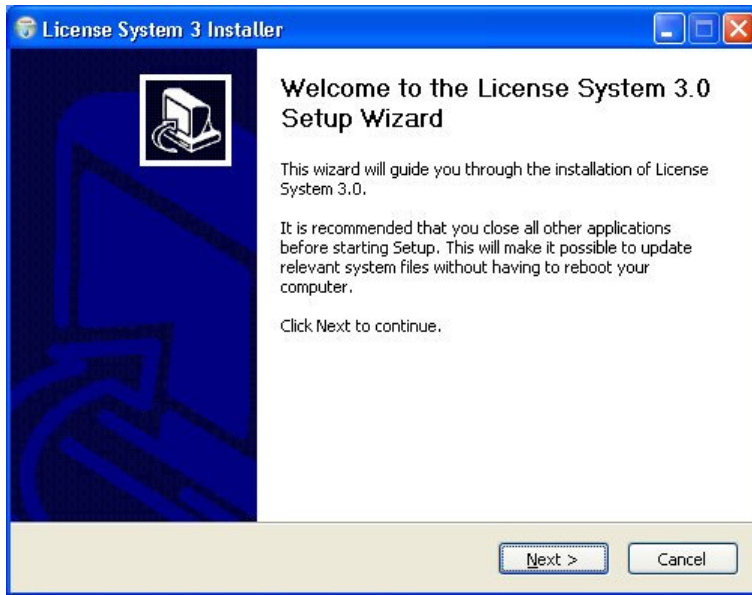 License System 3 Installer
Welcome to the License System 3.0
Setup Wizard
This wizard will guide you through the installation of License
System 3.0.
It is recommended that you close all other applications
before starting Setup. This will make it possible to update
relevant system files without having to reboot your
computer.
Click Next to continue.
Next >
Cancel